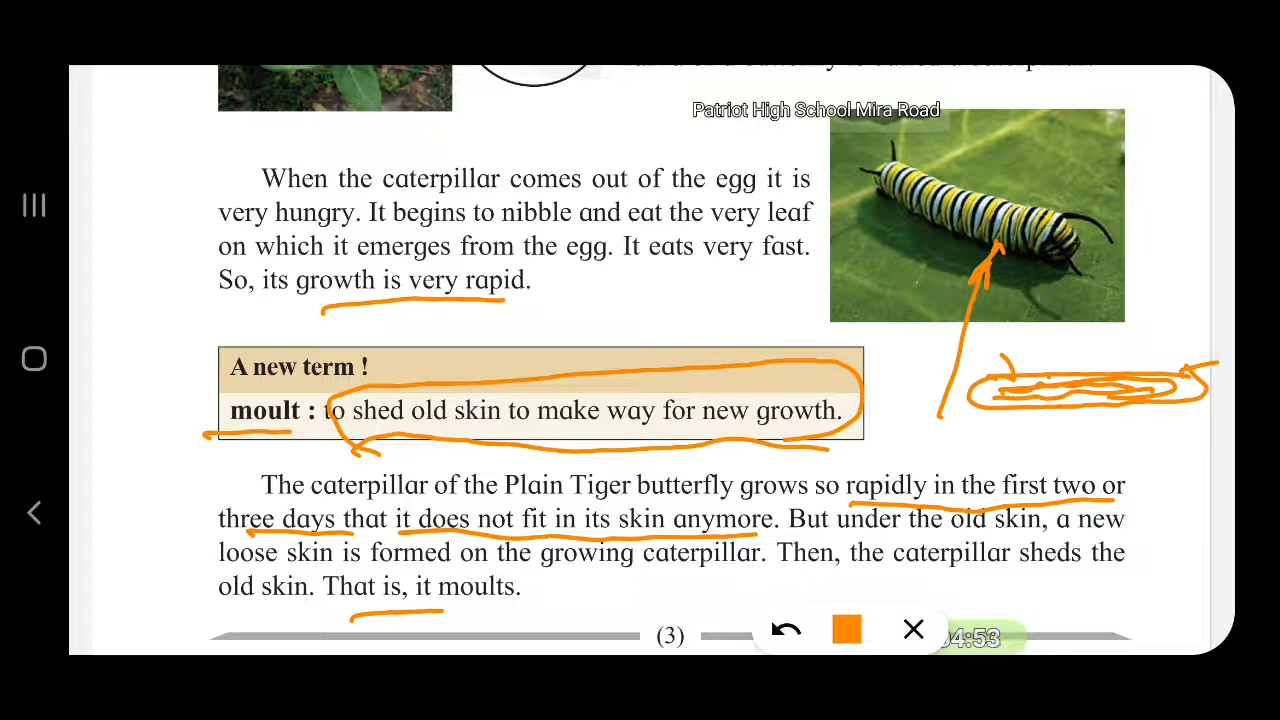 Patriot High School Mira Road
When the caterpillar comes out of the egg it is
very hungry. It begins to nibble and eat the very leaf
on which it emerges from the egg. It eats very fast.
So, its growth is very rapid.
A new term !
moult : to shed old skin to make way for new growth.
The caterpillar of the Plain Tiger butterfly grows so rapidly in the first two or
three days that it does not fit in its skin anymore. But under the old skin, a new
loose skin is formed on the growing caterpillar. Then, the caterpillar sheds the
old skin. That is, it moults.
(3)
04:53